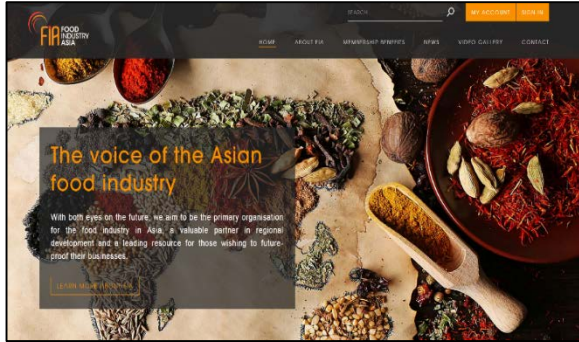 FIA FOOD
INDUSTRY
ASIA
SEARCH
MY ACCOUNT
SIGN IN
HOME
ABOUT FIA
MEMBERSHIP BENEFITS
NEWS
VIDEO GALLERY
CONTACT
The voice of the Asian
food industry
With both eyes on the future, we aim to be the primary organisation
for the food industry in Asia, a valuable partner in regional
development and a leading resource for those wishing to future-
proof their businesses.
LEARN MORE